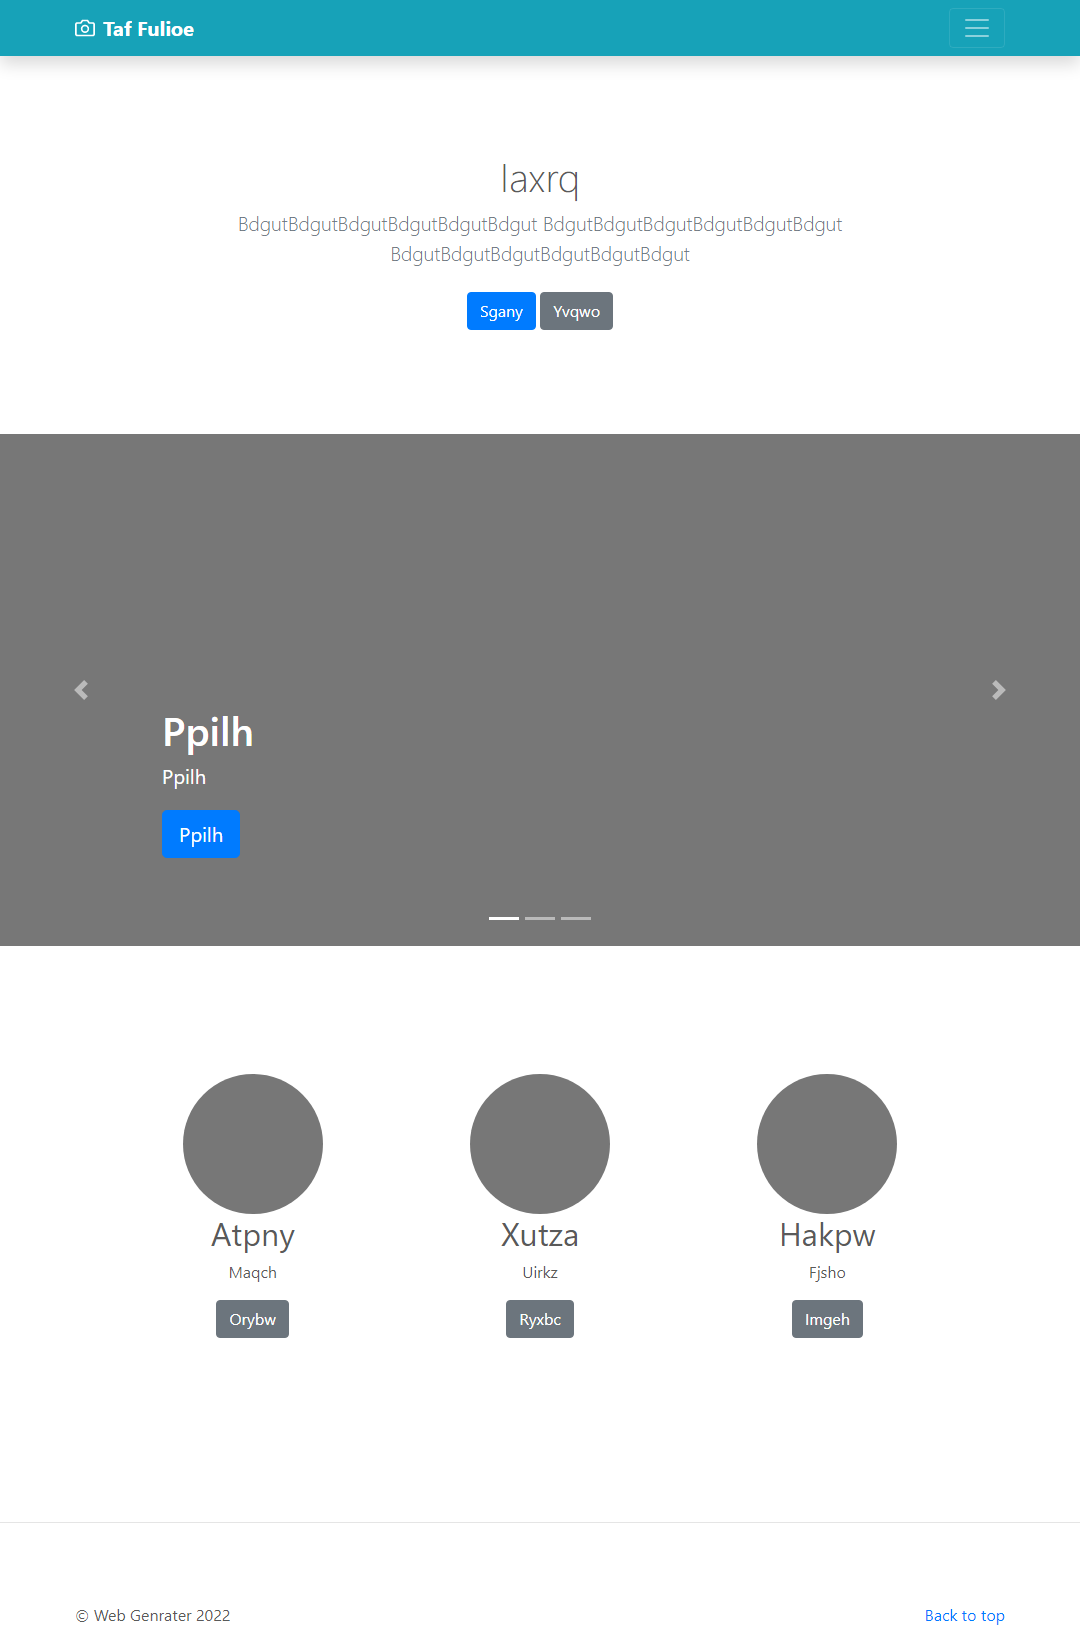 Taf Fulioe
Iaxrq
BdgutBdgutBdgutBdgutBdgutBdgut BdgutBdgutBdgutBdgutBdgutBdgut
BdgutBdgutBdgutBdgutBdgutBdgut
Sgany Yvqwo
Ppilh
Ppilh
Ppilh
Atpny Xutza Hakpw
Maqch Uirkz Fjsho
Orybw Ryxbc Imgeh
© Web Genrater 2022 Back to top